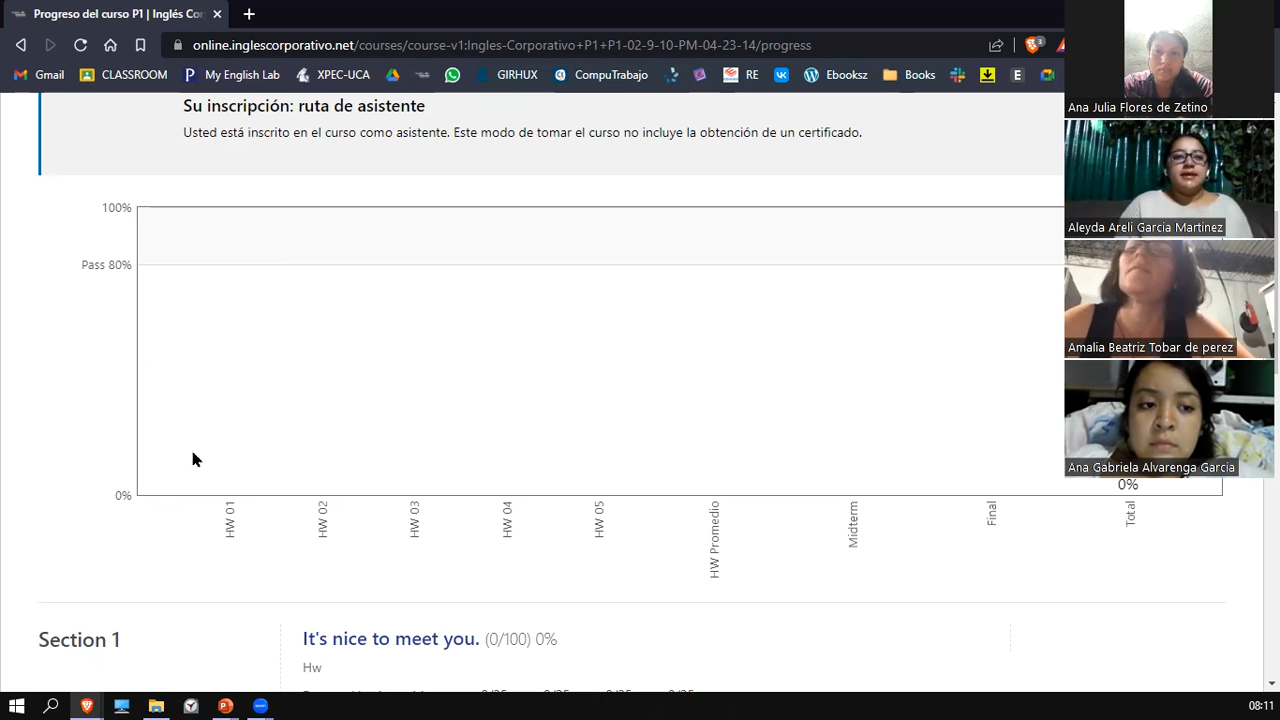 Progreso del curso P1 | Inglés Cor
online.inglescorporativo.net/courses/course-v1:Ingles-Corporativo+P1+P1-02-9-10-PM-04-23-14/progress
3
Gmail
CLASSROOM
My English Lab
XPEC-UCA
GIRHUX
CompuTrabajo
RE
Ebooksz
Books
E
Su inscripción: ruta de asistente
Usted está inscrito en el curso como asistente. Este modo de tomar el curso no incluye la obtención de un certificado.
100%
Pass 80%
0%
0%
HW 01
HW 02
HW 03
HW 04
HW 05
HW Promedio
Midterm
Final
Total
Section 1
It's nice to meet you. (0/100) 0%
Hw
Ana Julia Flores de Zetino
Aleyda Areli Garcia Martinez
Amalia Beatriz Tobar de perez
Ana Gabriela Alvarenga Garcia
08:11